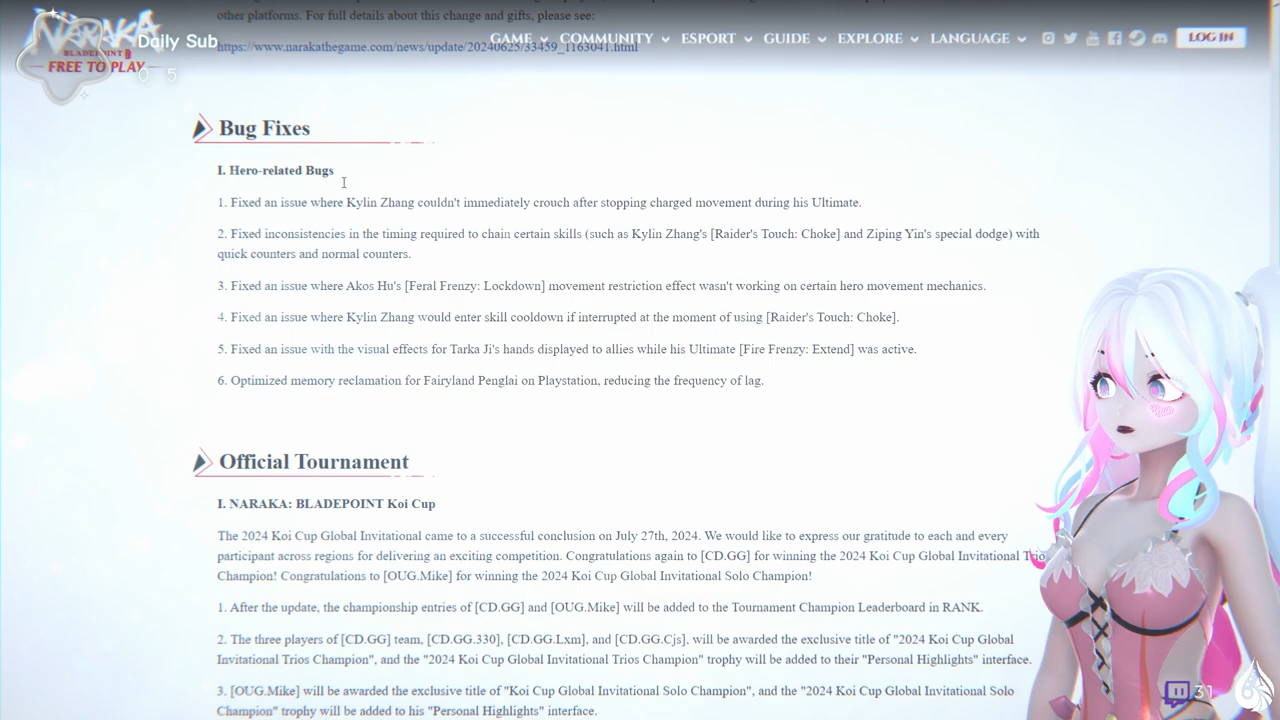 other platforms. For full details about this change and gifts, please see:
NARAKA
BLADEPOINT
FREE TO PLAY
Daily Sub
0 5
GAME COMMUNITY ESPORT GUIDE EXPLORE LANGUAGE LOG IN
https://www.narakathegame.com/news/update/20240625/33459_1163041.html
Bug Fixes
I. Hero-related Bugs
1. Fixed an issue where Kylin Zhang couldn't immediately crouch after stopping charged movement during his Ultimate.
2. Fixed inconsistencies in the timing required to chain certain skills (such as Kylin Zhang's [Raider's Touch: Choke] and Ziping Yin's special dodge) with
quick counters and normal counters.
3. Fixed an issue where Akos Hu's [Feral Frenzy: Lockdown] movement restriction effect wasn't working on certain hero movement mechanics.
4. Fixed an issue where Kylin Zhang would enter skill cooldown if interrupted at the moment of using [Raider's Touch: Choke].
5. Fixed an issue with the visual effects for Tarka Ji's hands displayed to allies while his Ultimate [Fire Frenzy: Extend] was active.
6. Optimized memory reclamation for Fairyland Penglai on Playstation, reducing the frequency of lag.
Official Tournament
I. NARAKA: BLADEPOINT Koi Cup
The 2024 Koi Cup Global Invitational came to a successful conclusion on July 27th, 2024. We would like to express our gratitude to each and every
participant across regions for delivering an exciting competition. Congratulations again to [CD.GG] for winning the 2024 Koi Cup Global Invitational Trio
Champion! Congratulations to [OUG.Mike] for winning the 2024 Koi Cup Global Invitational Solo Champion!
1. After the update, the championship entries of [CD.GG] and [OUG.Mike] will be added to the Tournament Champion Leaderboard in RANK.
2. The three players of [CD.GG] team, [CD.GG.330], [CD.GG.Lxm], and [CD.GG.Cjs], will be awarded the exclusive title of "2024 Koi Cup Global
Invitational Trios Champion", and the "2024 Koi Cup Global Invitational Trios Champion" trophy will be added to their "Personal Highlights" interface.
3. [OUG.Mike] will be awarded the exclusive title of "Koi Cup Global Invitational Solo Champion", and the "2024 Koi Cup Global Invitational Solo
Champion" trophy will be added to his "Personal Highlights" interface.
31